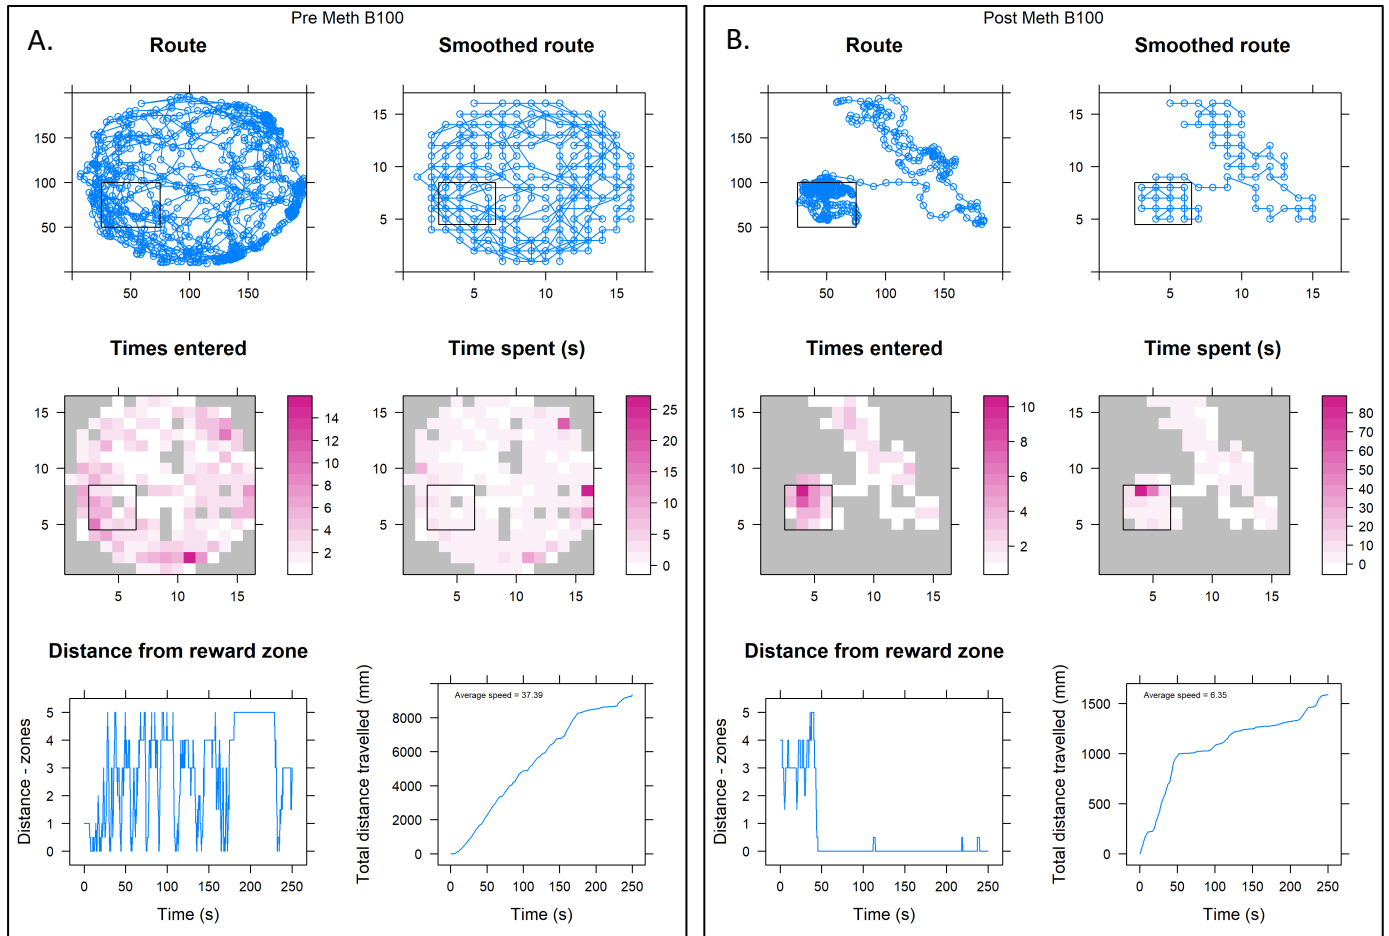 Pre Meth B100
A.
Route
Smoothed route
150
100
50
50 100 150
15
10
5
5 10 15
Times entered
Time spent (s)
15
10
5
5 10 15
14
12
10
8
6
4
2
15
10
5
5 10 15
25
20
15
10
5
0
Distance from reward zone
Distance - zones
5
4
3
2
1
0
0 50 100 150 200 250
Time (s)
Total distance travelled (mm)
Average speed = 37.39
8000
6000
4000
2000
0
0 50 100 150 200 250
Time (s)
Post Meth B100
B.
Route
Smoothed route
150
100
50
50 100 150
15
10
5
5 10 15
Times entered
Time spent (s)
15
10
5
5 10 15
10
8
6
4
2
15
10
5
5 10 15
80
70
60
50
40
30
20
10
0
Distance from reward zone
Distance - zones
5
4
3
2
1
0
0 50 100 150 200 250
Time (s)
Total distance travelled (mm)
Average speed = 6.35
1500
1000
500
0
0 50 100 150 200 250
Time (s)